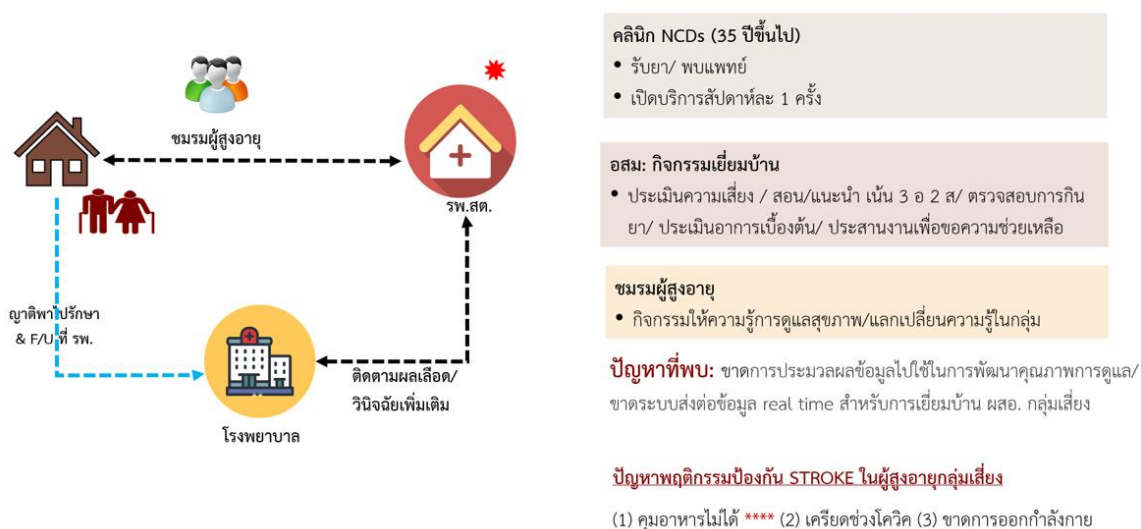 ชมรมผู้สูงอายุ
รพ.สต.
ญาติพาไปรักษา
& F/U ที่ รพ.
ติดตามผลเลือด/
วินิจฉัยเพิ่มเติม
โรงพยาบาล
คลินิก NCDs (35 ปีขึ้นไป)
• รับยา/ พบแพทย์
• เปิดบริการสัปดาห์ละ 1 ครั้ง
อสม: กิจกรรมเยี่ยมบ้าน
• ประเมินความเสี่ยง / สอน/แนะนำ เน้น 3 อ 2 ส/ ตรวจสอบการกิน
ยา/ ประเมินอาการเบื้องต้น/ ประสานงานเพื่อขอความช่วยเหลือ
ชมรมผู้สูงอายุ
• กิจกรรมให้ความรู้การดูแลสุขภาพ/แลกเปลี่ยนความรู้ในกลุ่ม
ปัญหาที่พบ: ขาดการประมวลผลข้อมูลไปใช้ในการพัฒนาคุณภาพการดูแล/
ขาดระบบส่งต่อข้อมูล real time สำหรับการเยี่ยมบ้าน ผสอ. กลุ่มเสี่ยง
ปัญหาพฤติกรรมป้องกัน STROKE ในผู้สูงอายุกลุ่มเสี่ยง
(1) คุมอาหารไม่ได้ **** (2) เครียดช่วงโควิค (3) ขาดการออกกำลังกาย